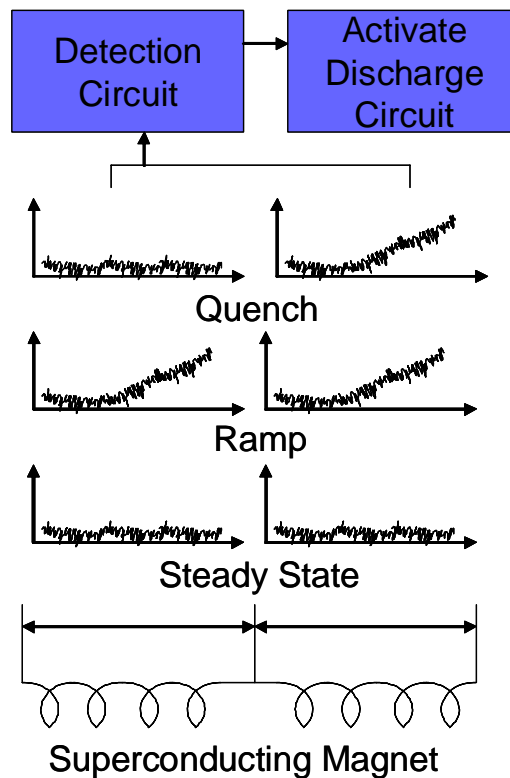 Detection
Circuit
Activate
Discharge
Circuit
Quench
Ramp
Steady State
Superconducting Magnet